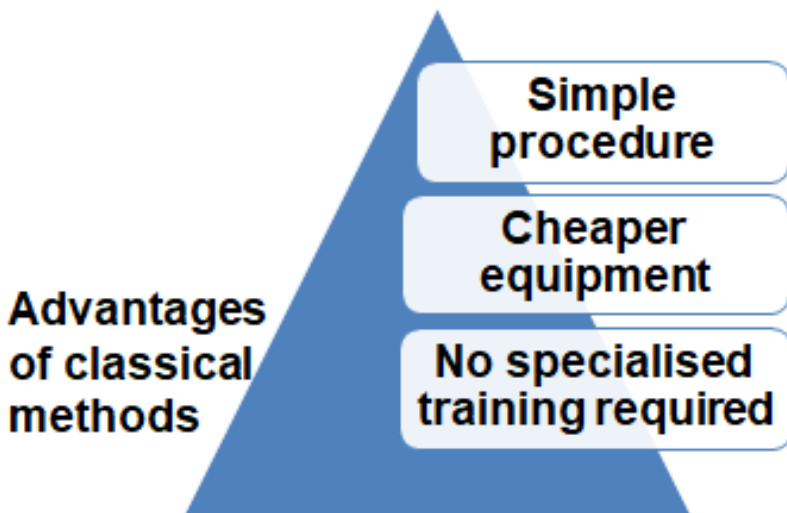 Simple
procedure
Cheaper
equipment
No specialised
training required
Advantages
of classical
methods